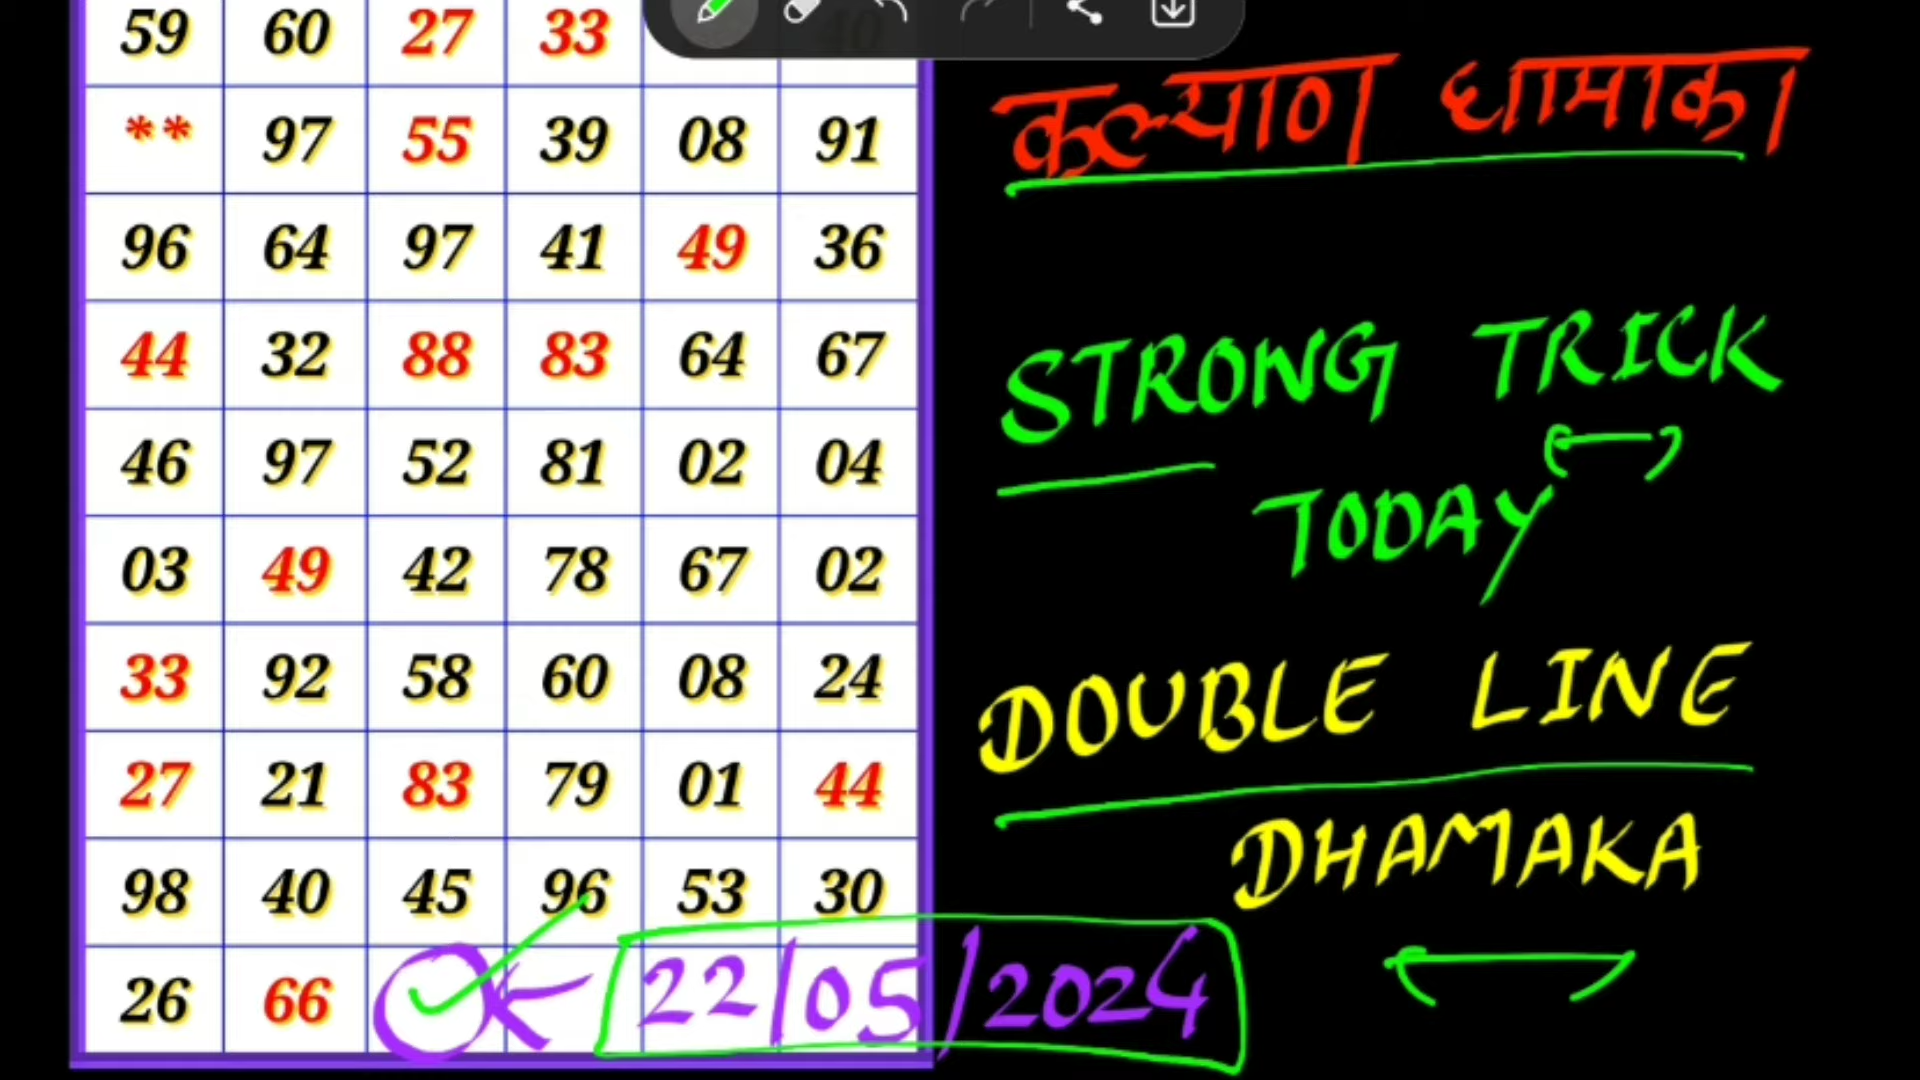 59 60 27 33 40
** 97 55 39 08 91
96 64 97 41 49 36
44 32 88 83 64 67
46 97 52 81 02 04
03 49 42 78 67 02
33 92 58 60 08 24
27 21 83 79 01 44
98 40 45 96 53 30
26 66
22/05/2024
कल्याण धामाका
STRONG TRICK
TODAY
DOUBLE LINE
DHAMAKA